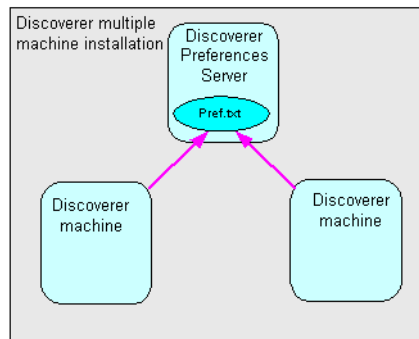 Discoverer multiple
machine installation
Discoverer
Preferences
Server
Pref.txt
Discoverer
machine
Discoverer
machine